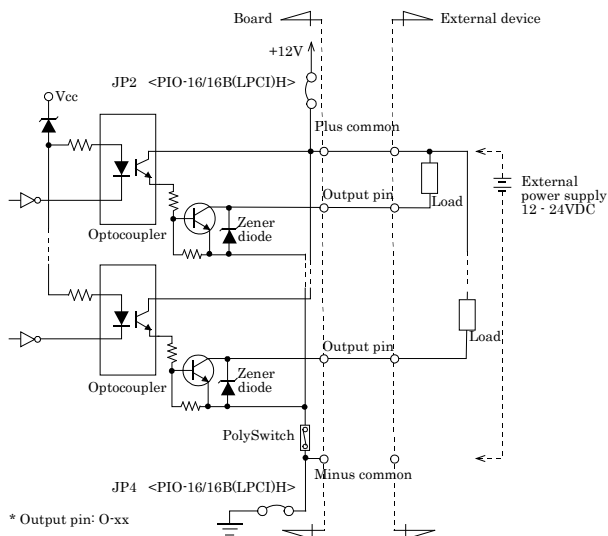 Board
External device
+12V
JP2 <PIO-16/16B(LPCI)H>
Vcc
Plus common
Output pin
Load
External
power supply
12 - 24VDC
Zener
diode
Optocoupler
Output pin
Load
Zener
diode
Optocoupler
PolySwitch
Minus common
JP4 <PIO-16/16B(LPCI)H>
* Output pin: O-xx